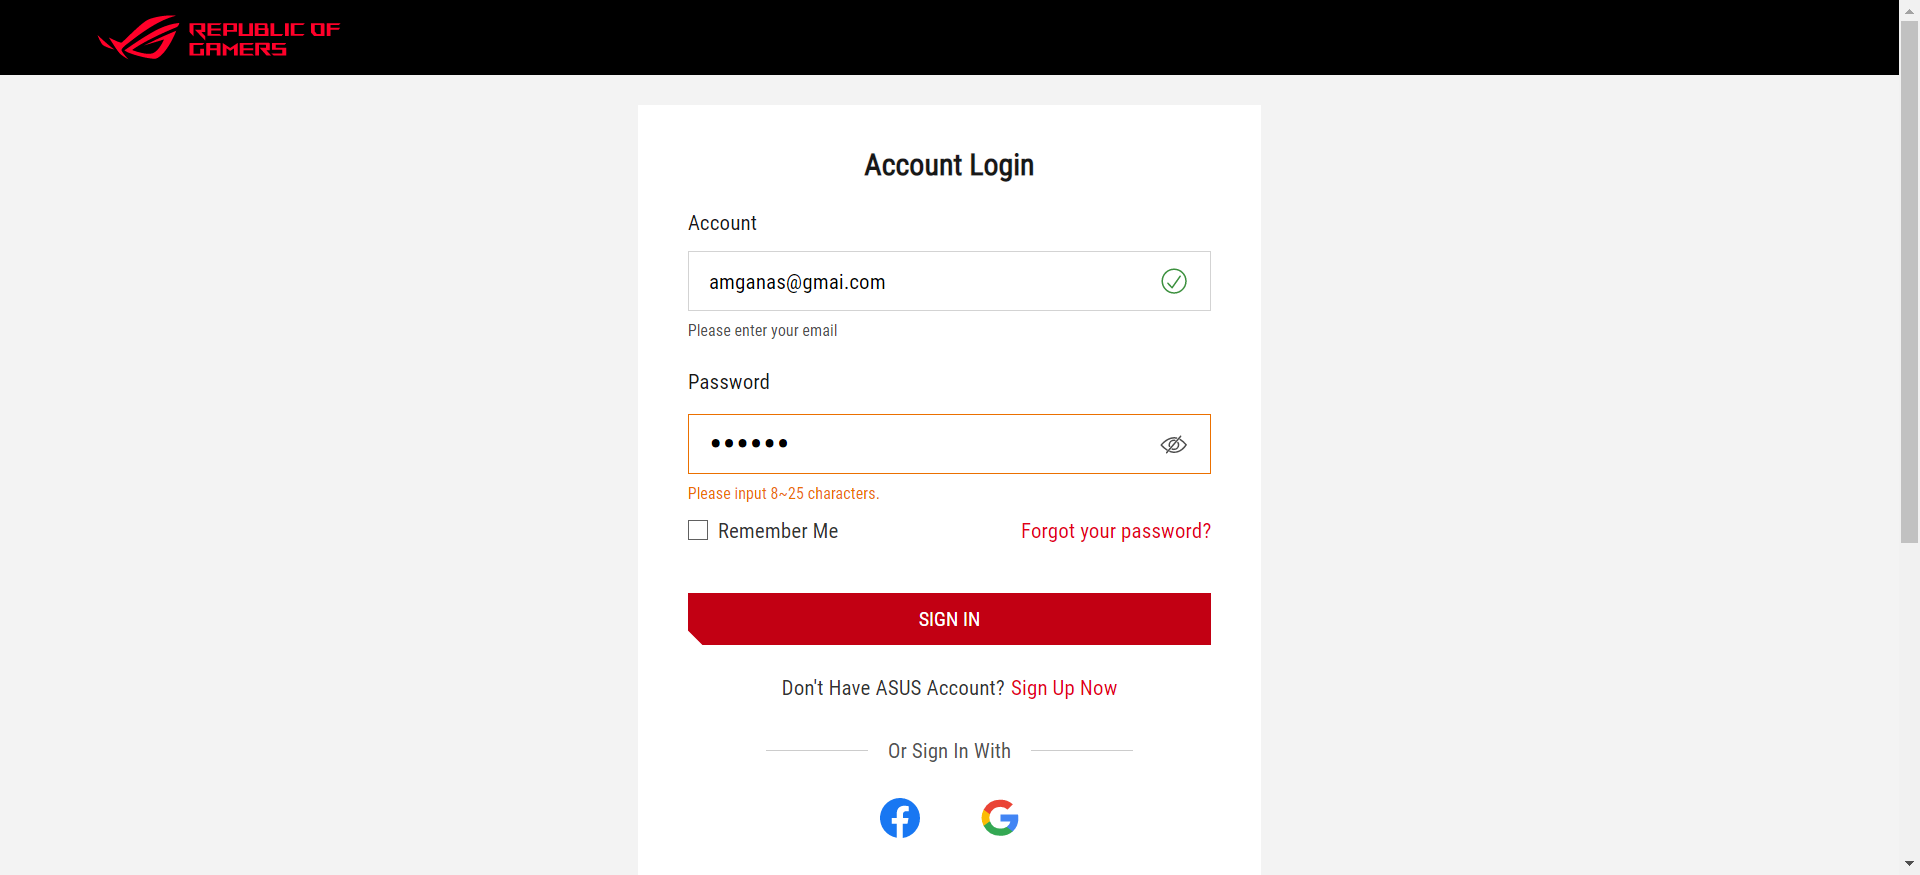 REPUBLIC OF
GAMERS
Account Login
Account
amganas@gmai.com
Please enter your email
Password
••••••
Please input 8~25 characters.
Remember Me
Forgot your password?
SIGN IN
Don't Have ASUS Account? Sign Up Now
Or Sign In With